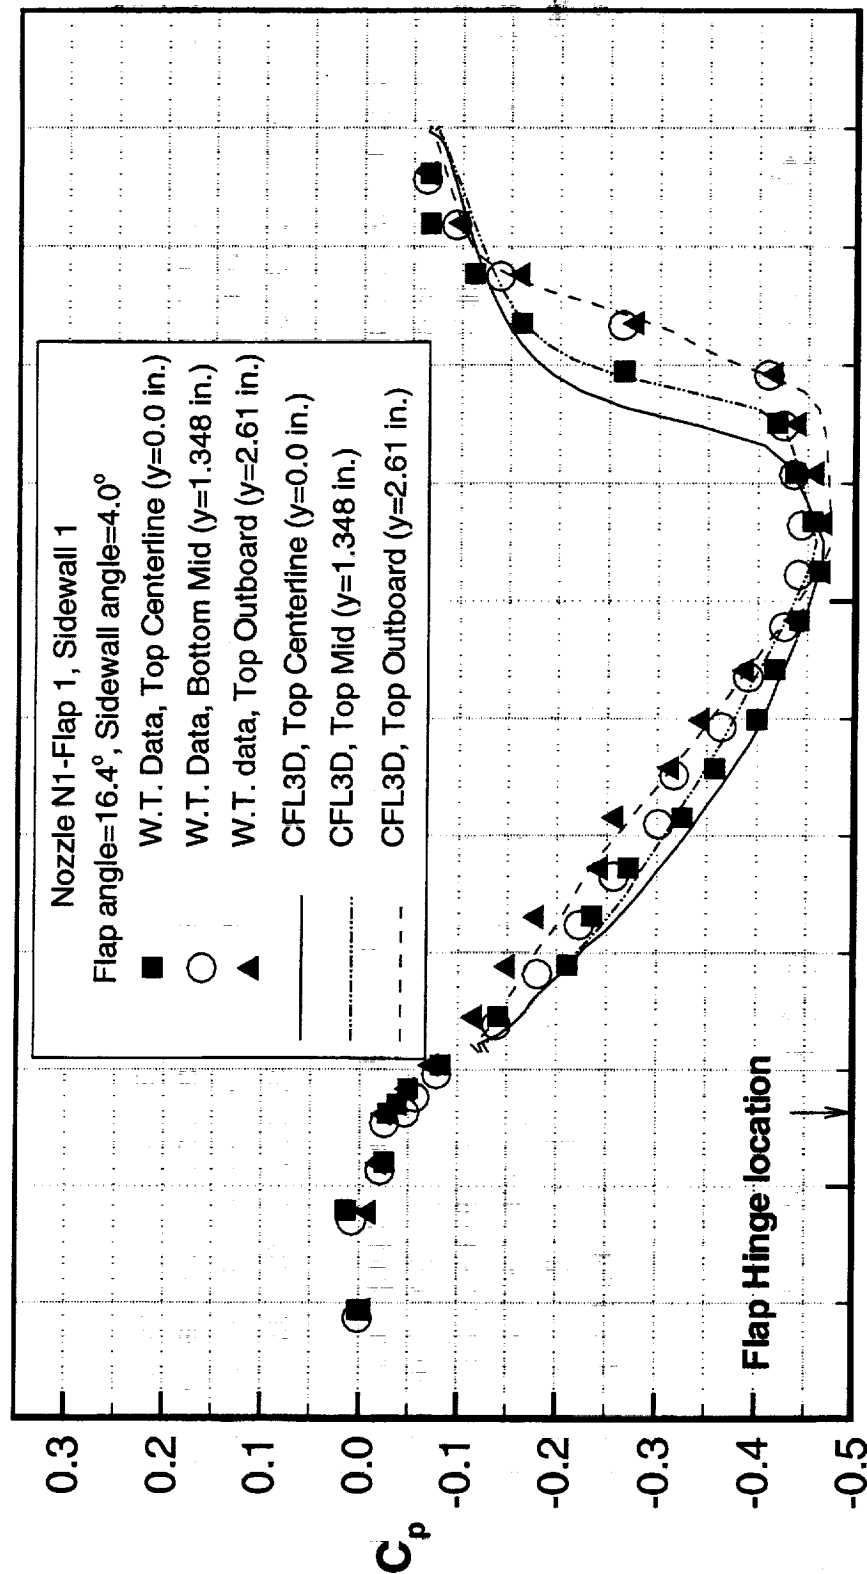 Nozzle N1-Flap 1, Sidewall 1
Flap angle=16.4°, Sidewall angle=4.0°
W.T. Data, Top Centerline (y=0.0 in.)
W.T. Data, Bottom Mid (y=1.348 in.)
W.T. data, Top Outboard (y=2.61 in.)
CFL3D, Top Centerline (y=0.0 in.)
CFL3D, Top Mid (y=1.348 in.)
CFL3D, Top Outboard (y=2.61 in.)
0.3
0.2
0.1
0.0
-0.1
-0.2
-0.3
-0.4
-0.5
Cp
Flap Hinge location